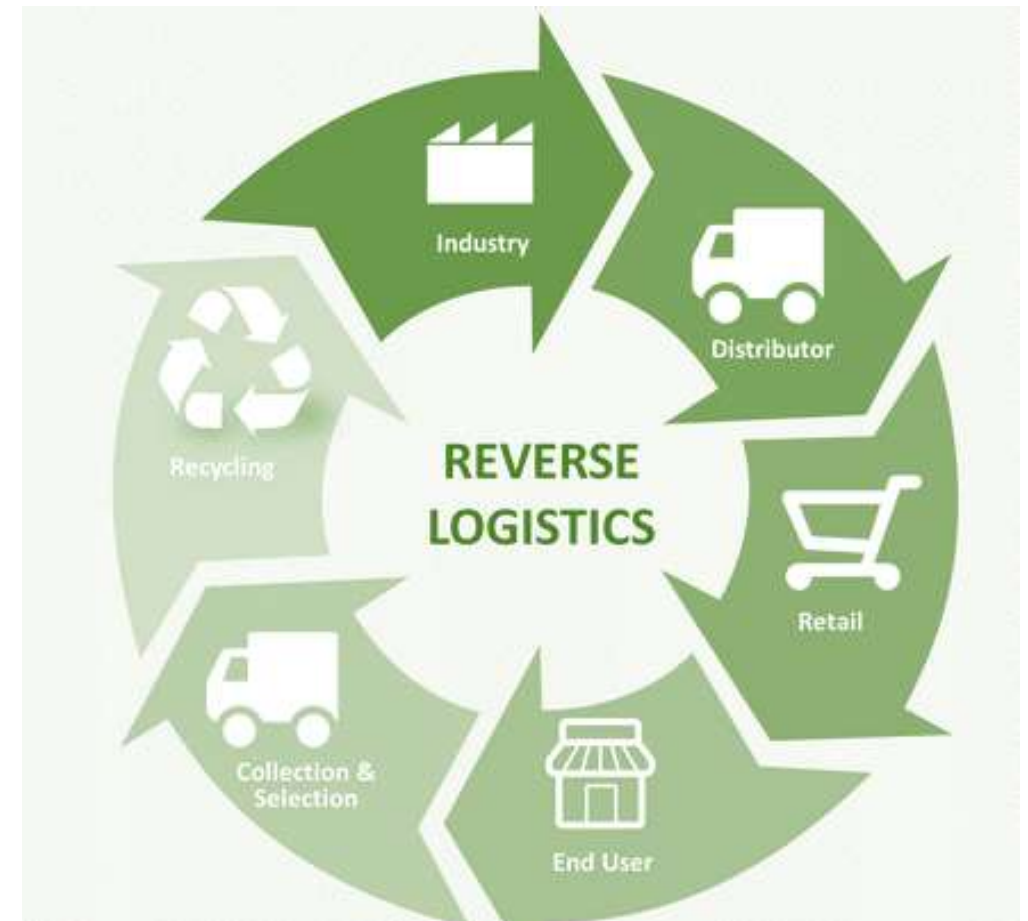 Industry
Distributor
REVERSE
LOGISTICS
Recycling
Retail
Collection &
Selection
End User